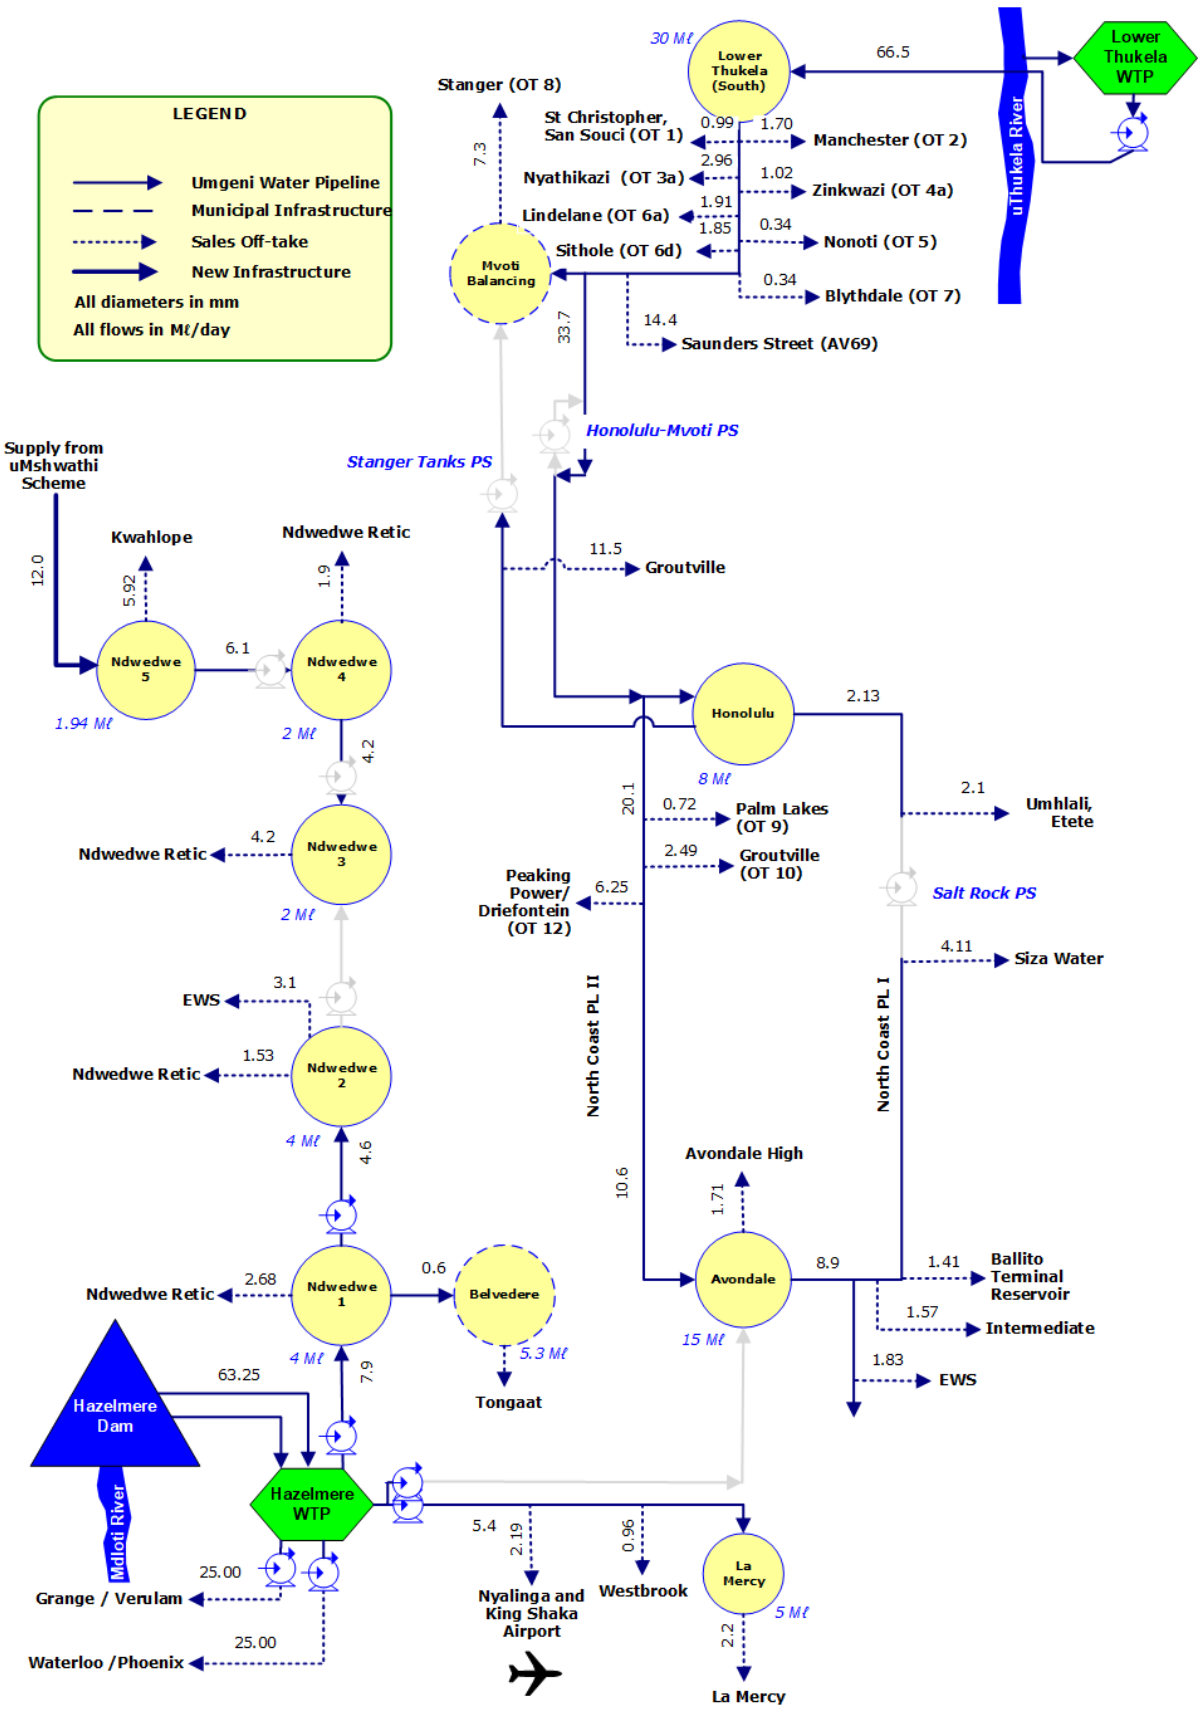 30 Mℓ
Lower
Thukela
(South)
66.5
Lower
Thukela
WTP
uThukela River
Stanger (OT 8)
7.3
LEGEND
Umgeni Water Pipeline
Municipal Infrastructure
Sales Off-take
New Infrastructure
All diameters in mm
All flows in Mℓ/day
St Christopher,
San Souci (OT 1)
0.99
1.70
Manchester (OT 2)
Nyathikazi (OT 3a)
2.96
1.02
Zinkwazi (OT 4a)
Lindelane (OT 6a)
1.91
Sithole (OT 6d)
1.85
0.34
Nonoti (OT 5)
Mvoti
Balancing
0.34
Blythdale (OT 7)
33.7
14.4
Saunders Street (AV69)
Honolulu-Mvoti PS
Stanger Tanks PS
Supply from
uMshwathi
Scheme
12.0
Kwahlope
5.92
Ndwedwe Retic
1.9
11.5
Groutville
Ndwedwe
5
1.94 Mℓ
6.1
Ndwedwe
4
2 Mℓ
4.2
Honolulu
8 Mℓ
2.13
20.1
0.72
Palm Lakes
(OT 9)
2.1
Umhlali,
Etete
Ndwedwe Retic
4.2
Ndwedwe
3
2 Mℓ
2.49
Groutville
(OT 10)
Peaking
Power/
Driefontein
(OT 12)
6.25
Salt Rock PS
4.11
Siza Water
EWS
3.1
Ndwedwe Retic
1.53
Ndwedwe
2
4 Mℓ
4.6
North Coast PL II
North Coast PL I
10.6
Avondale High
1.71
Avondale
15 Mℓ
8.9
1.41
Ballito
Terminal
Reservoir
1.57
Intermediate
1.83
EWS
Ndwedwe Retic
2.68
Ndwedwe
1
4 Mℓ
0.6
Belvedere
5.3 Mℓ
Tongaat
7.9
63.25
Hazelmere
Dam
Mdloti River
Hazelmere
WTP
5.4
2.19
0.96
Nyalinga and
King Shaka
Airport
Westbrook
La
Mercy
5 Mℓ
2.2
La Mercy
25.00
Grange / Verulam
25.00
Waterloo /Phoenix